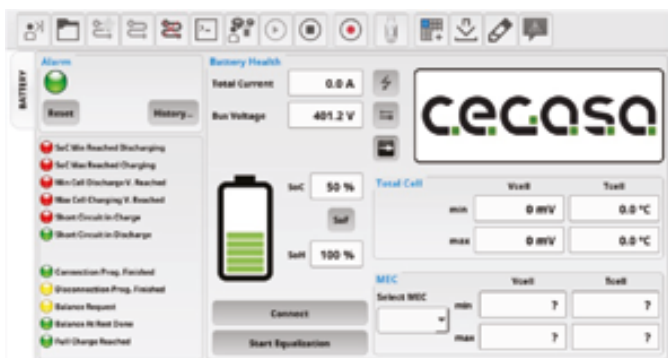 BATTERY
Alarm
Reset
History...
SoC Min Reached Discharging
SoC Max Reached Charging
Min Cell Discharge V. Reached
Max Cell Charging V. Reached
Short Circuit in Charge
Short Circuit in Discharge
Connection Prog. Finished
Disconnection Prog. Finished
Balance Request
Balance At Rest Done
Full Charge Reached
Battery Health
Total Current 0.0 A
Bus Voltage 401.2 V
SoC 50 %
SoF
SoH 100 %
Connect
Start Equalization
cegasa
Total Cell Vcell Tcell
min 0 mV 0.0 °C
max 0 mV 0.0 °C
MEC Vcell Tcell
Select MEC
min ? ?
max ? ?